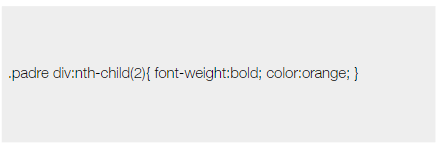 .padre div:nth-child(2){ font-weight:bold; color:orange; }